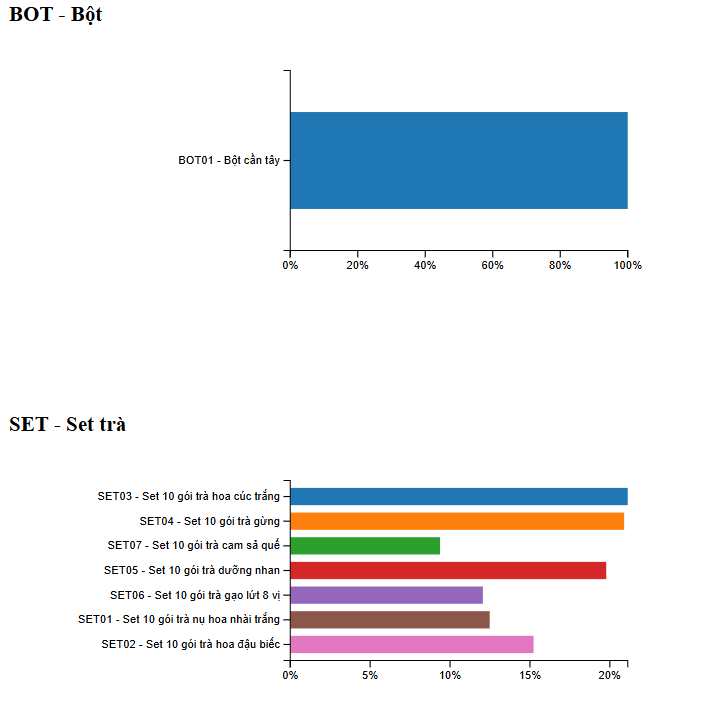 BOT - Bột
BOT01 - Bột cần tây
0% 20% 40% 60% 80% 100%
SET - Set trà
SET03 - Set 10 gói trà hoa cúc trắng
SET04 - Set 10 gói trà gừng
SET07 - Set 10 gói trà cam sả quế
SET05 - Set 10 gói trà dưỡng nhan
SET06 - Set 10 gói trà gạo lứt 8 vị
SET01 - Set 10 gói trà nụ hoa nhài trắng
SET02 - Set 10 gói trà hoa đậu biếc
0% 5% 10% 15% 20%